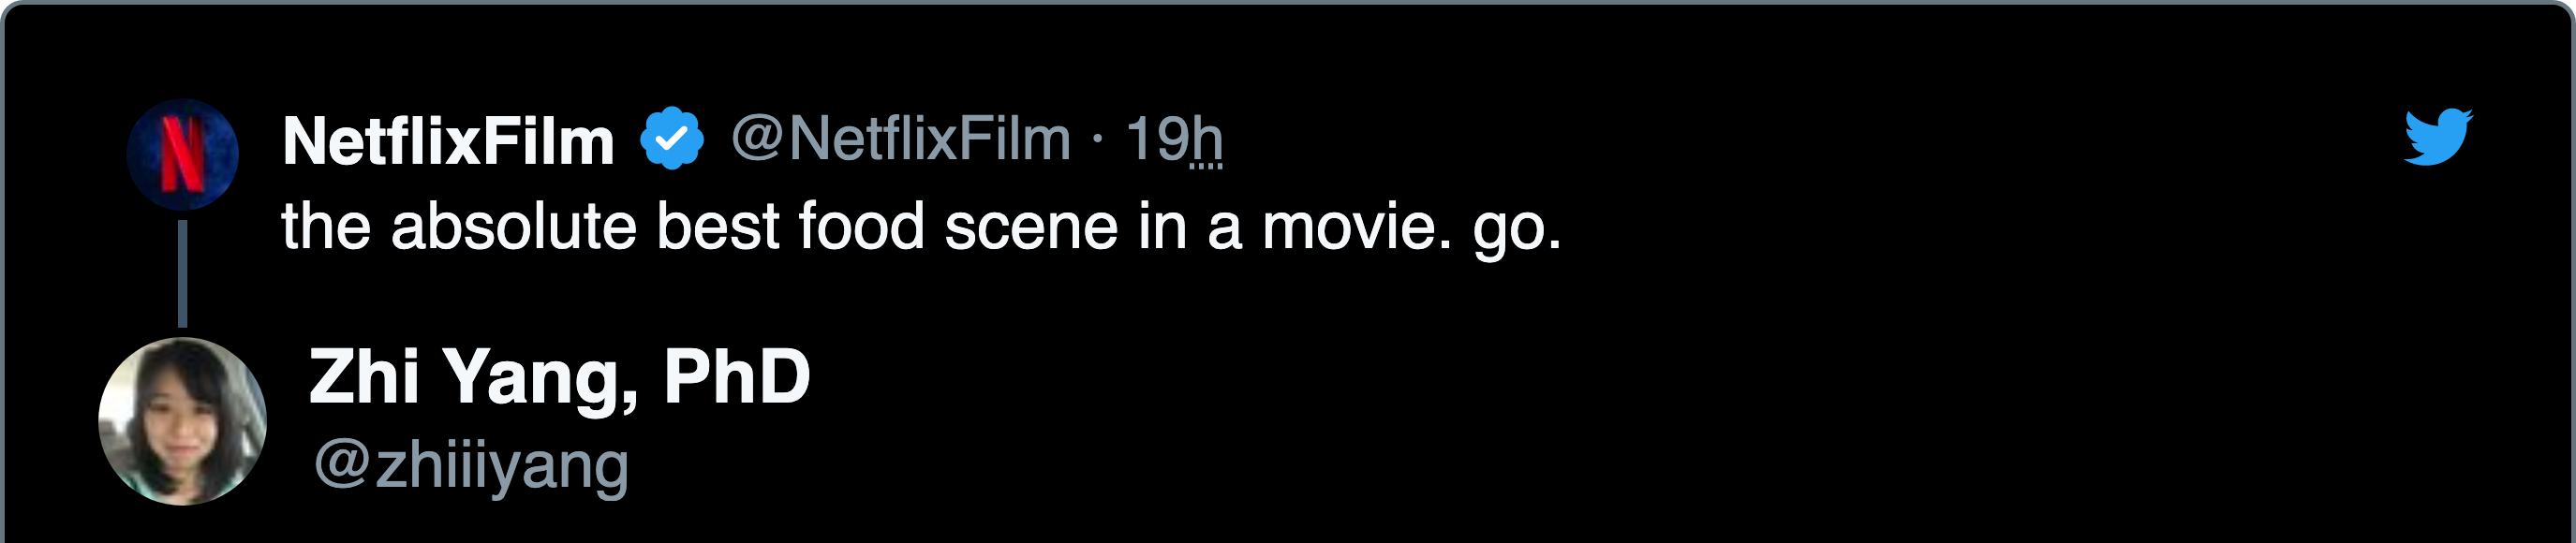 NetflixFilm @NetflixFilm · 19h
the absolute best food scene in a movie. go.
Zhi Yang, PhD
@zhiiiyang